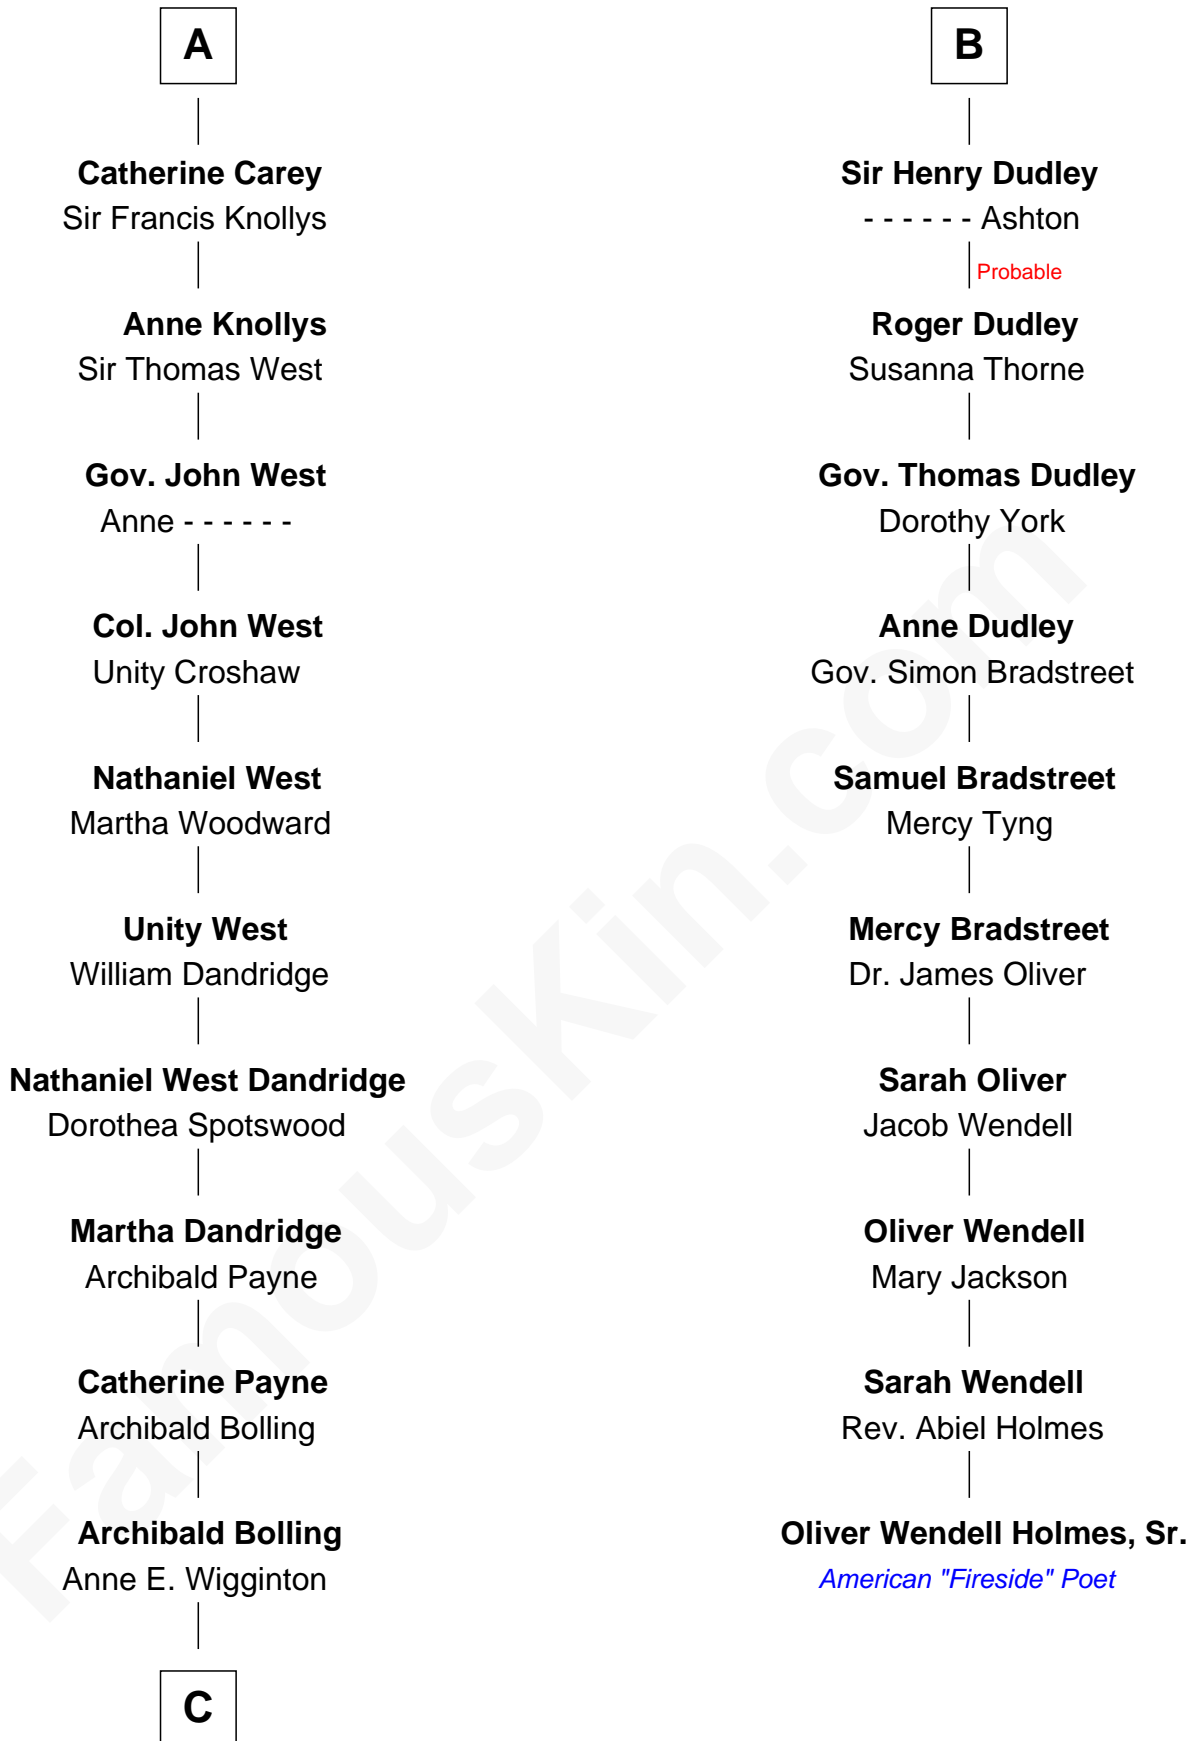 A
Catherine Carey
Sir Francis Knollys
Anne Knollys
Sir Thomas West
Gov. John West
Anne - - - - - -
Col. John West
Unity Croshaw
Nathaniel West
Martha Woodward
Unity West
William Dandridge
Nathaniel West Dandridge
Dorothea Spotswood
Martha Dandridge
Archibald Payne
Catherine Payne
Archibald Bolling
Archibald Bolling
Anne E. Wigginton
C
B
Sir Henry Dudley
- - - - - - Ashton
Probable
Roger Dudley
Susanna Thorne
Gov. Thomas Dudley
Dorothy York
Anne Dudley
Gov. Simon Bradstreet
Samuel Bradstreet
Mercy Tyng
Mercy Bradstreet
Dr. James Oliver
Sarah Oliver
Jacob Wendell
Oliver Wendell
Mary Jackson
Sarah Wendell
Rev. Abiel Holmes
Oliver Wendell Holmes, Sr.
American "Fireside" Poet
FamousKin.com